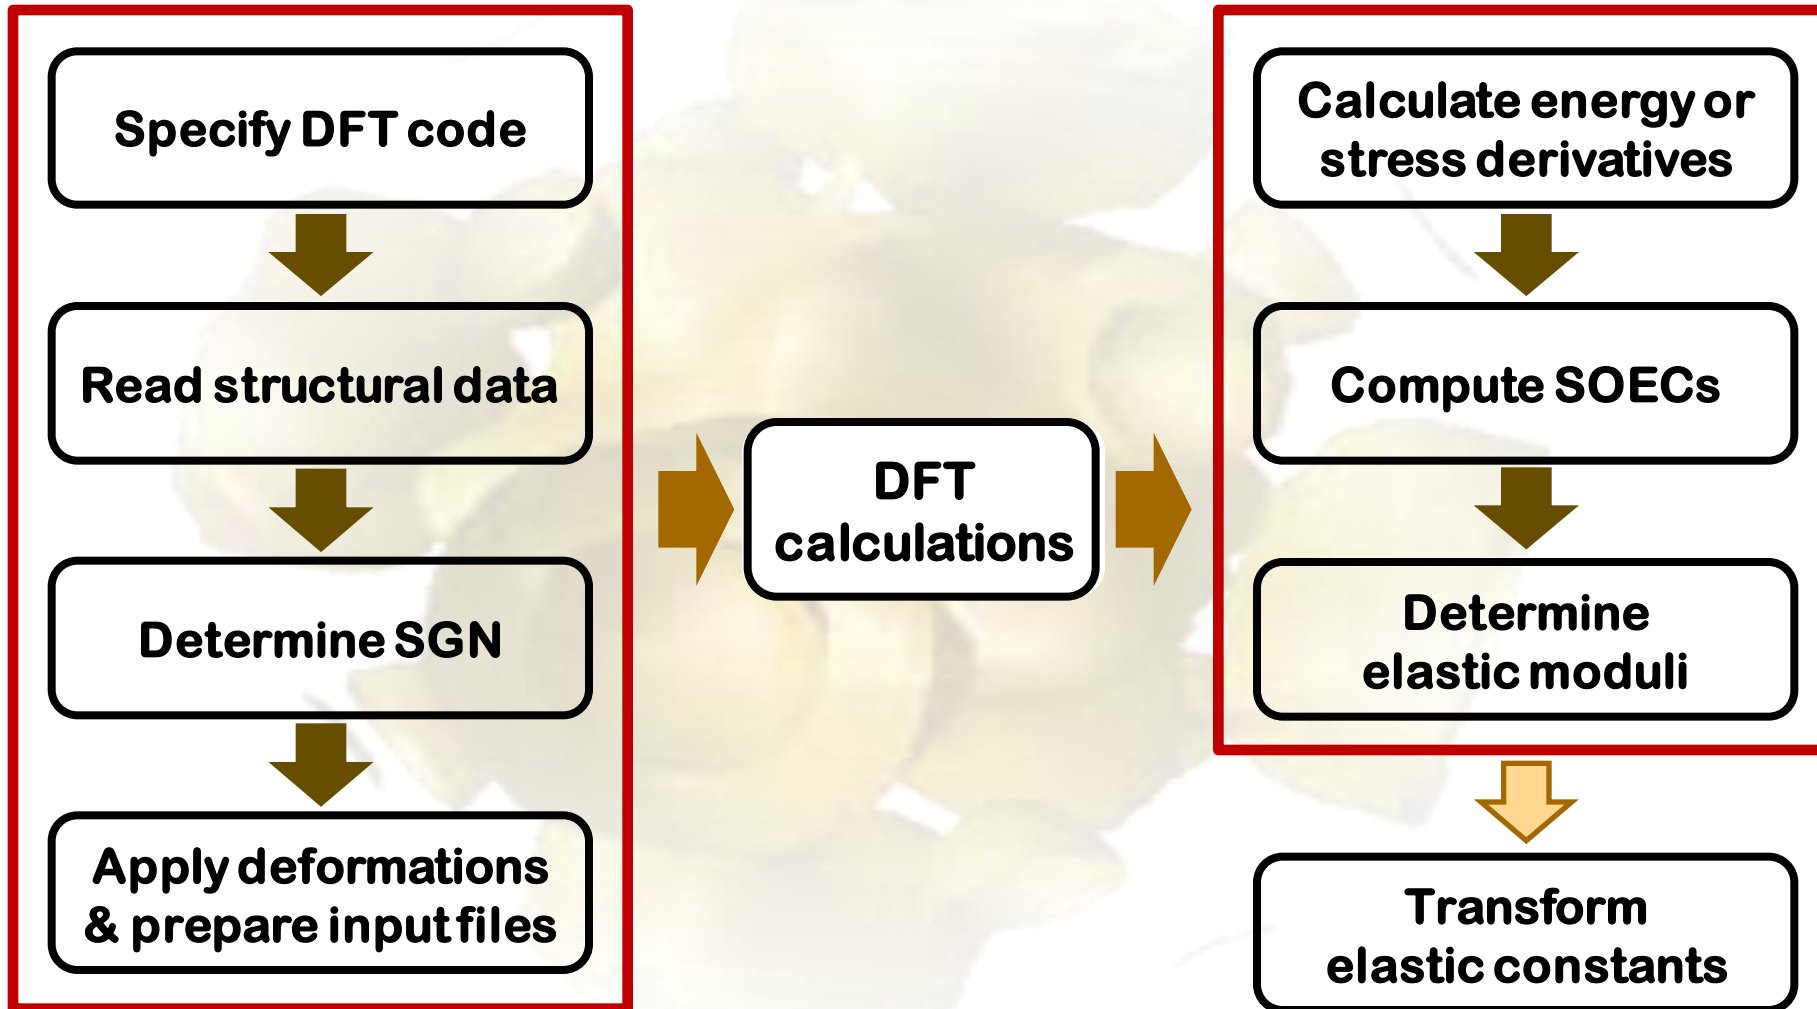 Specify DFT code
Read structural data
Determine SGN
Apply deformations
& prepare input files
DFT
calculations
Calculate energy or
stress derivatives
Compute SOECs
Determine
elastic moduli
Transform
elastic constants